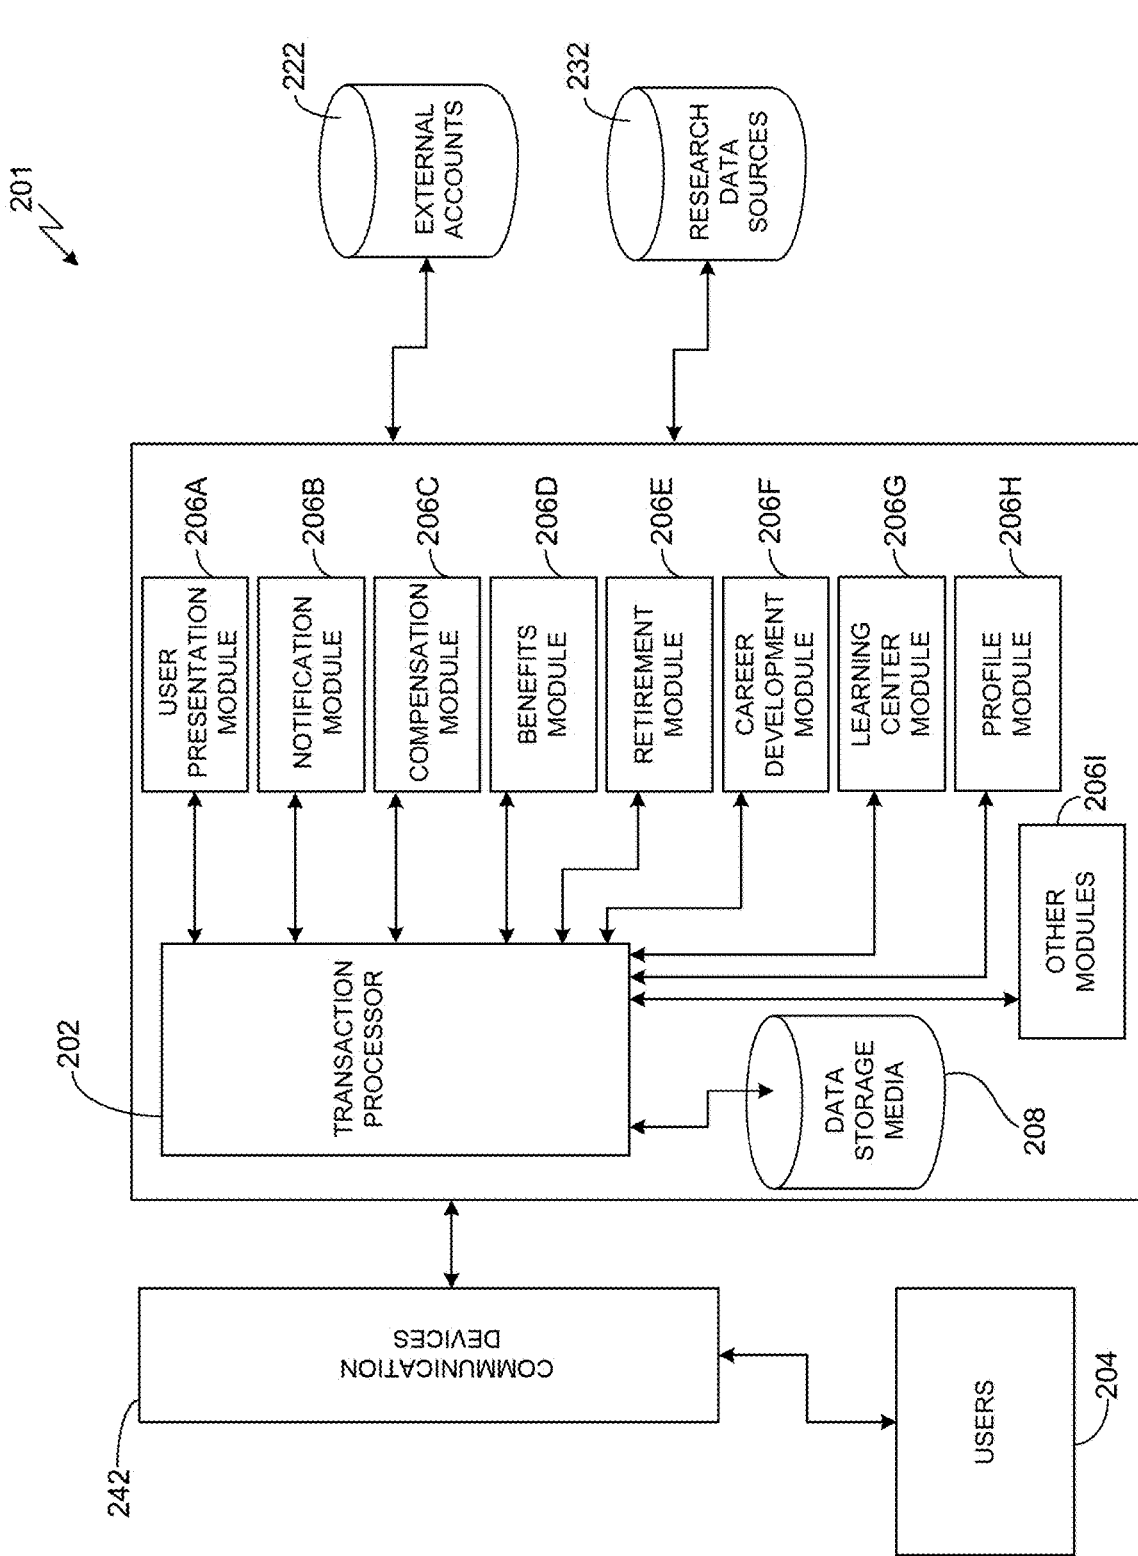 201
222
EXTERNAL
ACCOUNTS
232
RESEARCH
DATA
SOURCES
USER
PRESENTATION
MODULE
206A
NOTIFICATION
MODULE
206B
COMPENSATION
MODULE
206C
BENEFITS
MODULE
206D
RETIREMENT
MODULE
206E
CAREER
DEVELOPMENT
MODULE
206F
LEARNING
CENTER
MODULE
206G
PROFILE
MODULE
206H
OTHER
MODULES
206I
202
TRANSACTION
PROCESSOR
DATA
STORAGE
MEDIA
208
242
COMMUNICATION
DEVICES
USERS
204